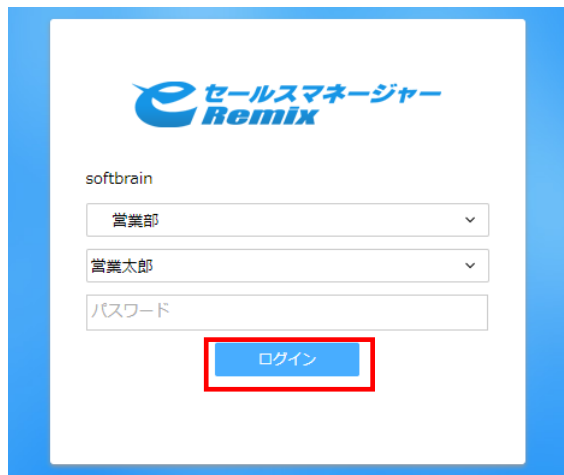 eセールスマネージャー
Remix
softbrain
営業部
営業太郎
パスワード
ログイン